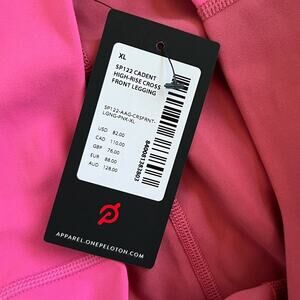 XL
SP122 CADENT
HIGH-RISE CROSS
FRONT LEGGING
SP122-AAG-CRSFRNT-
LGNG-PNK-XL
USD 82.00
CAD 110.00
GBP 76.00
EUR 88.00
AUD 128.00
APPAREL.ONEPELOTON.COM